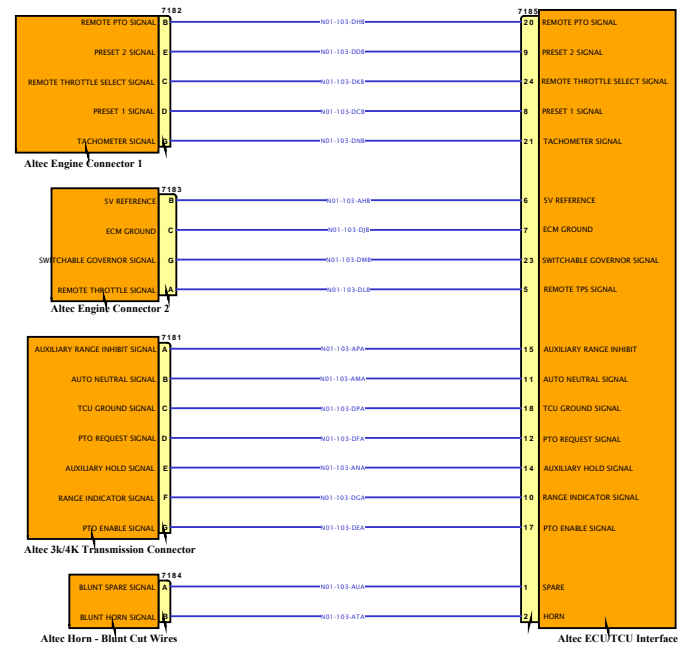 7182 7185
REMOTE PTO SIGNAL B N01-103-DHB 20 REMOTE PTO SIGNAL
PRESET 2 SIGNAL E N01-103-DDB 9 PRESET 2 SIGNAL
REMOTE THROTTLE SELECT SIGNAL C N01-103-DKB 24 REMOTE THROTTLE SELECT SIGNAL
PRESET 1 SIGNAL D N01-103-DCB 8 PRESET 1 SIGNAL
TACHOMETER SIGNAL G N01-103-DNB 21 TACHOMETER SIGNAL
Altec Engine Connector 1
7183
5V REFERENCE B N01-103-AHB 6 5V REFERENCE
ECM GROUND C N01-103-DJB 7 ECM GROUND
SWITCHABLE GOVERNOR SIGNAL G N01-103-DMB 23 SWITCHABLE GOVERNOR SIGNAL
REMOTE THROTTLE SIGNAL A N01-103-DLB 5 REMOTE TPS SIGNAL
Altec Engine Connector 2
7181
AUXILIARY RANGE INHIBIT SIGNAL A N01-103-APA 15 AUXILIARY RANGE INHIBIT
AUTO NEUTRAL SIGNAL B N01-103-AMA 11 AUTO NEUTRAL SIGNAL
TCU GROUND SIGNAL C N01-103-DPA 18 TCU GROUND SIGNAL
PTO REQUEST SIGNAL D N01-103-DFA 12 PTO REQUEST SIGNAL
AUXILIARY HOLD SIGNAL E N01-103-ANA 14 AUXILIARY HOLD SIGNAL
RANGE INDICATOR SIGNAL F N01-103-DGA 10 RANGE INDICATOR SIGNAL
PTO ENABLE SIGNAL G N01-103-DEA 17 PTO ENABLE SIGNAL
Altec 3k/4K Transmission Connector
7184
BLUNT SPARE SIGNAL A N01-103-AUA 1 SPARE
BLUNT HORN SIGNAL B N01-103-ATA 2 HORN
Altec Horn - Blunt Cut Wires Altec ECU/TCU Interface